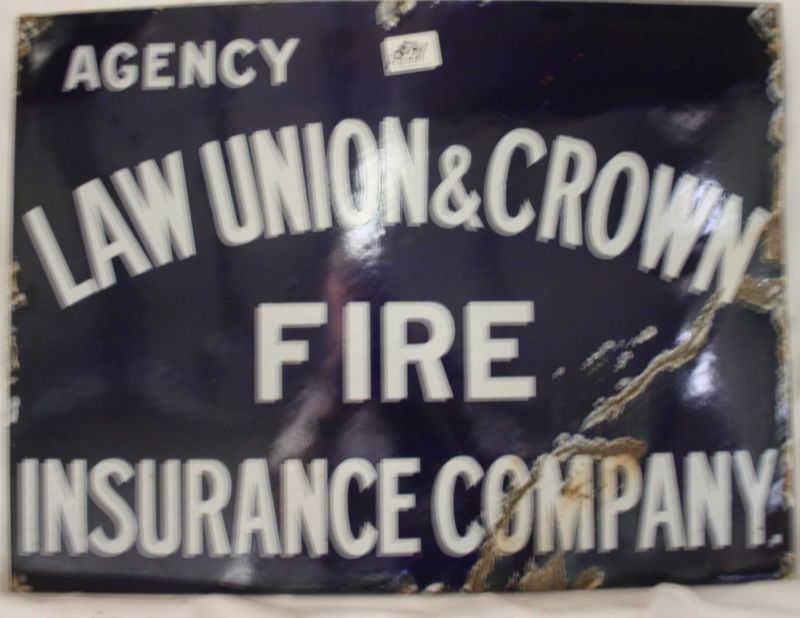 AGENCY
LAW UNION & CROWN
FIRE
INSURANCE COMPANY.